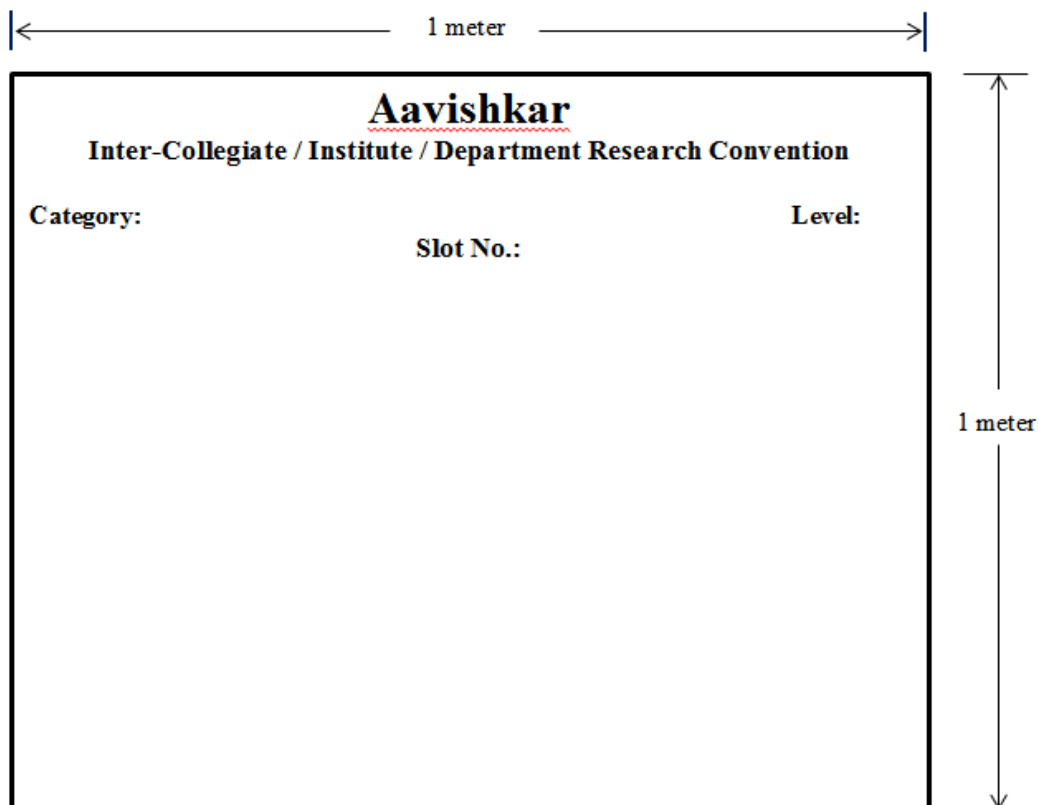 1 meter
Aavishkar
Inter-Collegiate / Institute / Department Research Convention
Category: Level:
Slot No.:
1 meter